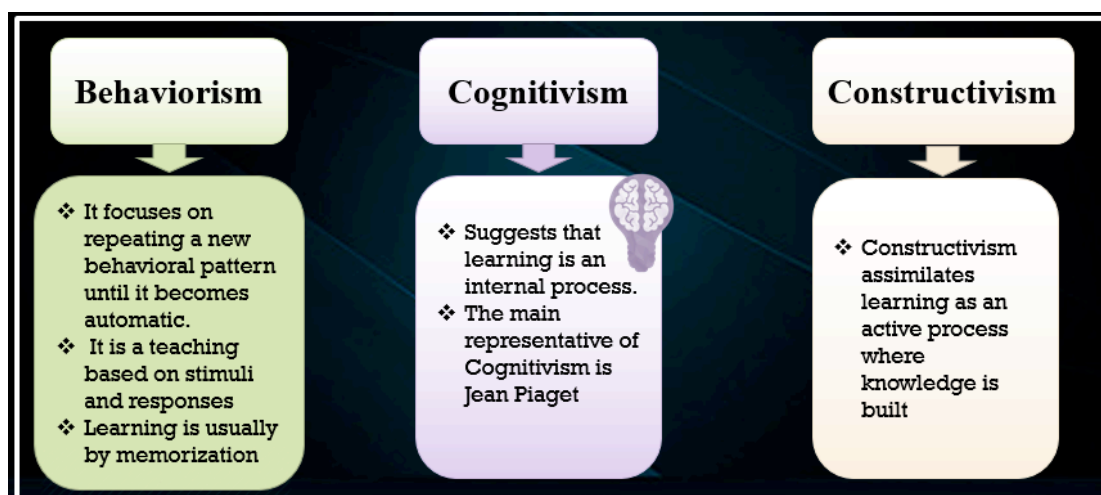 Behaviorism
❖ It focuses on
repeating a new
behavioral pattern
until it becomes
automatic.
❖ It is a teaching
based on stimuli
and responses
❖ Learning is usually
by memorization
Cognitivism
❖ Suggests that
learning is an
internal process.
❖ The main
representative of
Cognitivism is
Jean Piaget
Constructivism
❖ Constructivism
assimilates
learning as an
active process
where
knowledge is
built